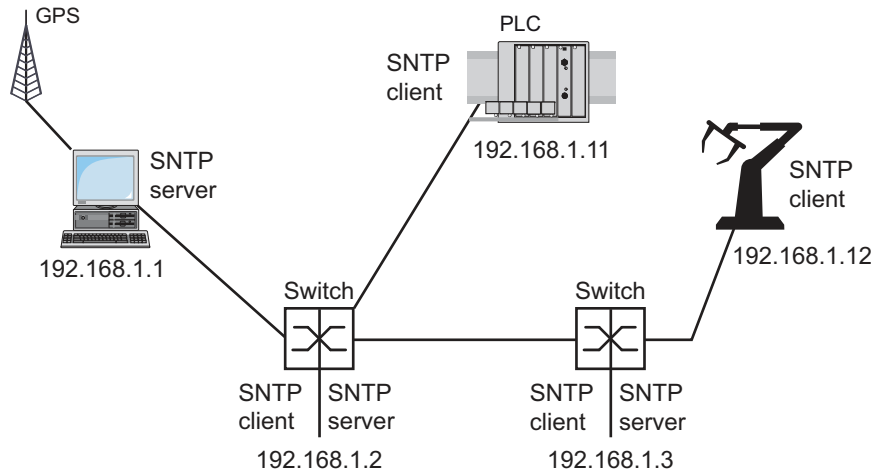 GPS
PLC
SNTP
client
192.168.1.11
SNTP
server
192.168.1.1
SNTP
client
192.168.1.12
Switch
Switch
SNTP
client
SNTP
server
192.168.1.2
SNTP
client
SNTP
server
192.168.1.3